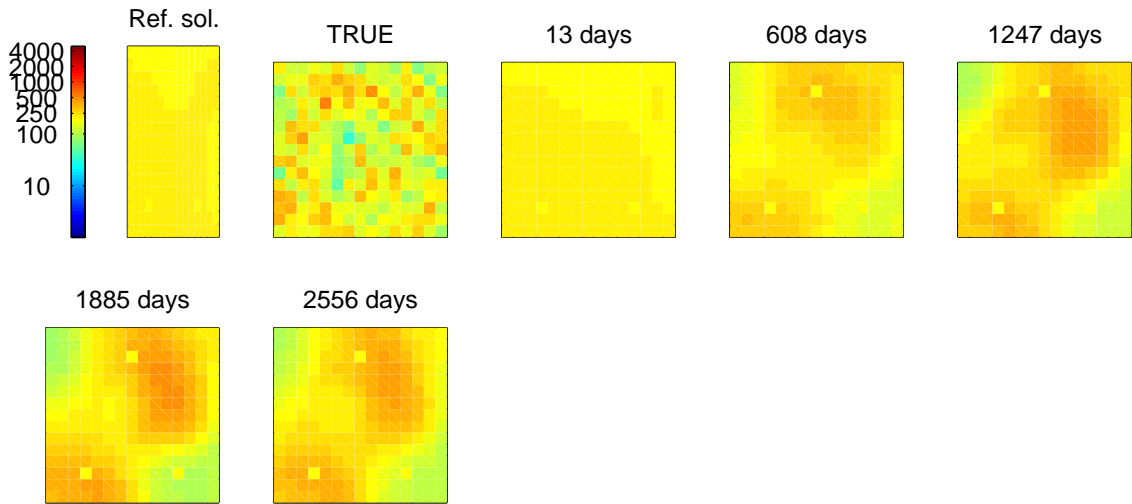 Ref. sol.
TRUE
13 days
608 days
1247 days
4000
2000
1000
500
250
100
10
1885 days
2556 days